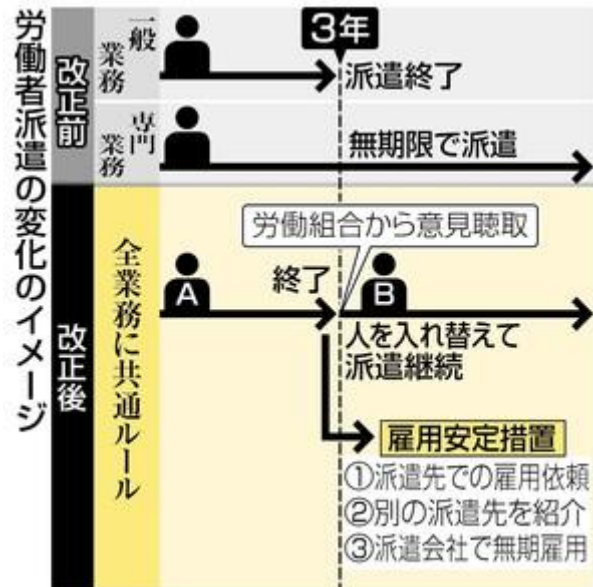 労働者派遣の変化のイメージ
改正前
一般
業務
3年
派遣終了
専門
業務
無期限で派遣
改正後
全業務に共通ルール
労働組合から意見聴取
A
終了
B
人を入れ替えて
派遣継続
雇用安定措置
①派遣先での雇用依頼
②別の派遣先を紹介
③派遣会社で無期雇用